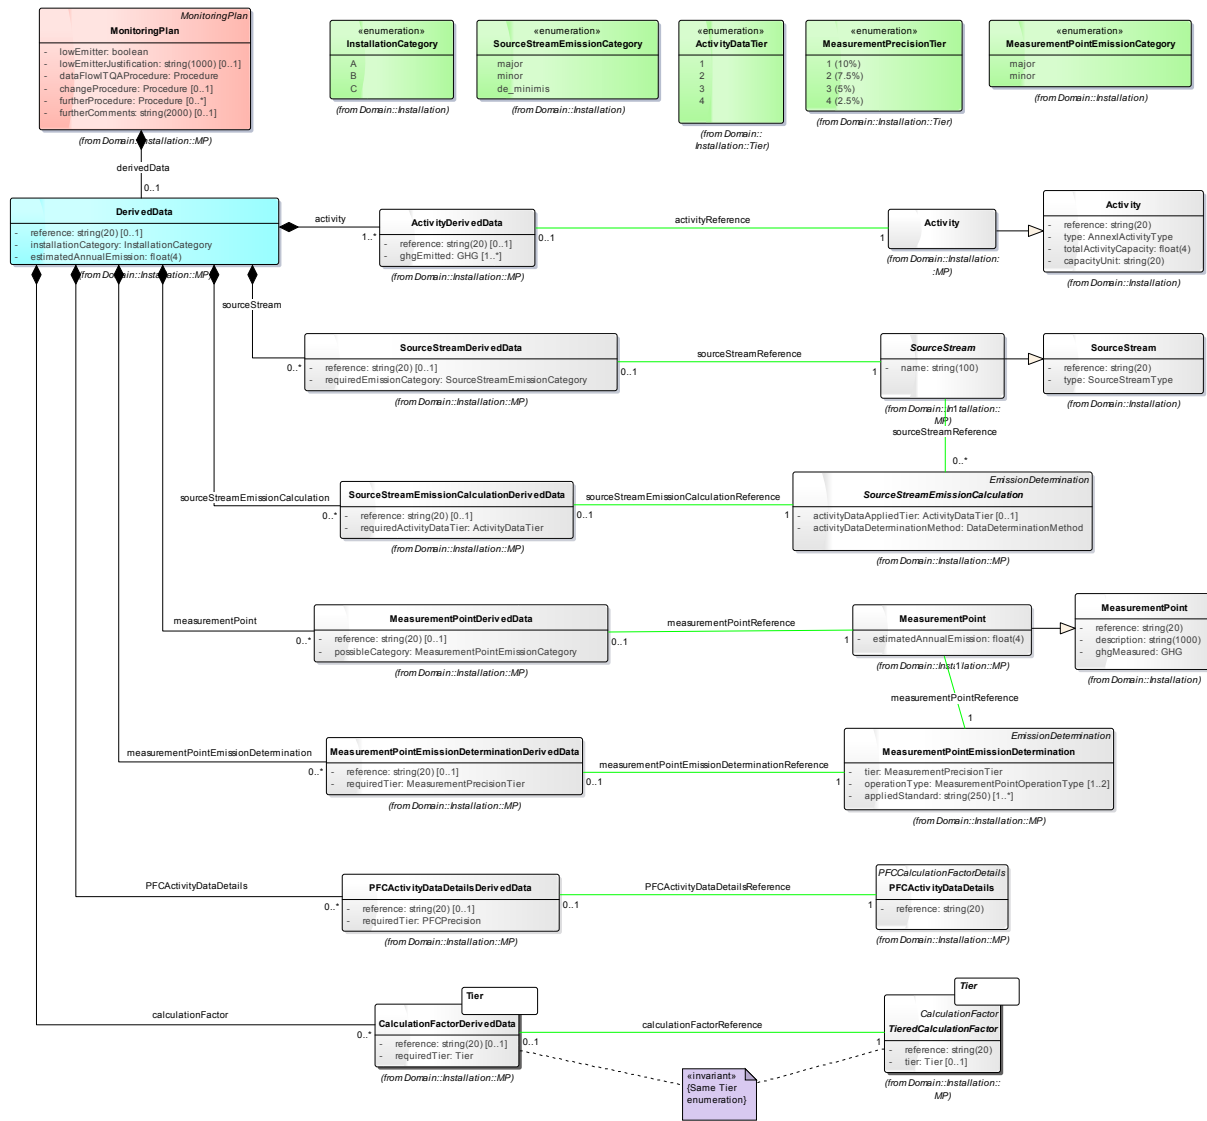 MonitoringPlan
MonitoringPlan
- lowEmitter: boolean
- lowEmitterJustification: string(1000) [0..1]
- dataFlowITQAProcedure: Procedure
- changeProcedure: Procedure [0..1]
- furtherProcedure: Procedure [0..*]
- furtherComments: string(2000) [0..1]
(from Domain::Installation::MP)
«enumeration»
InstallationCategory
A
B
C
(from Domain::Installation)
«enumeration»
SourceStreamEmissionCategory
major
minor
de_minimis
(from Domain::Installation)
«enumeration»
ActivityDataTier
1
2
3
4
(from Domain::
Installation::Tier)
«enumeration»
MeasurementPrecisionTier
1 (10%)
2 (7.5%)
3 (5%)
4 (2.5%)
(from Domain::Installation::Tier)
«enumeration»
MeasurementPointEmissionCategory
major
minor
(from Domain::Installation)
derivedData
0..1
DerivedData
- reference: string(20) [0..1]
- installationCategory: InstallationCategory
- estimatedAnnualEmission: float(4)
(from Domain::Installation::MP)
activity
1..*
ActivityDerivedData
- reference: string(20) [0..1]
- ghgEmitted: GHG [1..*]
(from Domain::Installation::MP)
0..1
activityReference
1
Activity
(from Domain::Installation:
:MP)
Activity
- reference: string(20)
- type: AnnexIActivityType
- totalActivityCapacity: float(4)
- capacityUnit: string(20)
(from Domain::Installation)
sourceStream
0..*
SourceStreamDerivedData
- reference: string(20) [0..1]
- requiredEmissionCategory: SourceStreamEmissionCategory
(from Domain::Installation::MP)
0..1
sourceStreamReference
1
SourceStream
- name: string(100)
(from Domain::Installation::
MP)
1
SourceStream
- reference: string(20)
- type: SourceStreamType
(from Domain::Installation)
sourceStreamReference
0..*
sourceStreamEmissionCalculation
0..*
SourceStreamEmissionCalculationDerivedData
- reference: string(20) [0..1]
- requiredActivityDataTier: ActivityDataTier
(from Domain::Installation::MP)
0..1
sourceStreamEmissionCalculationReference
1
EmissionDetermination
SourceStreamEmissionCalculation
- activityDataAppliedTier: ActivityDataTier [0..1]
- activityDataDeterminationMethod: DataDeterminationMethod
(from Domain::Installation::MP)
measurementPoint
0..*
MeasurementPointDerivedData
- reference: string(20) [0..1]
- possibleCategory: MeasurementPointEmissionCategory
(from Domain::Installation::MP)
0..1
measurementPointReference
1
MeasurementPoint
- estimatedAnnualEmission: float(4)
(from Domain::Installation::MP)
1
MeasurementPoint
- reference: string(20)
- description: string(1000)
- ghgMeasured: GHG
(from Domain::Installation)
measurementPointReference
1
measurementPointEmissionDetermination
0..*
MeasurementPointEmissionDeterminationDerivedData
- reference: string(20) [0..1]
- requiredTier: MeasurementPrecisionTier
(from Domain::Installation::MP)
0..1
measurementPointEmissionDeterminationReference
1
EmissionDetermination
MeasurementPointEmissionDetermination
- tier: MeasurementPrecisionTier
- operationType: MeasurementPointOperationType [1..2]
- appliedStandard: string(250) [1..*]
(from Domain::Installation::MP)
PFCActivityDataDetails
0..*
PFCActivityDataDetailsDerivedData
- reference: string(20) [0..1]
- requiredTier: PFCPrecision
(from Domain::Installation::MP)
0..1
PFCActivityDataDetailsReference
1
PFCCalculationFactorDetails
PFCActivityDataDetails
- reference: string(20)
(from Domain::Installation::MP)
calculationFactor
0..*
Tier
CalculationFactorDerivedData
- reference: string(20) [0..1]
- requiredTier: Tier
(from Domain::Installation::MP)
0..1
calculationFactorReference
1
Tier
CalculationFactor
TieredCalculationFactor
- reference: string(20)
- tier: Tier [0..1]
(from Domain::Installation::
MP)
«invariant»
{Same Tier
enumeration}